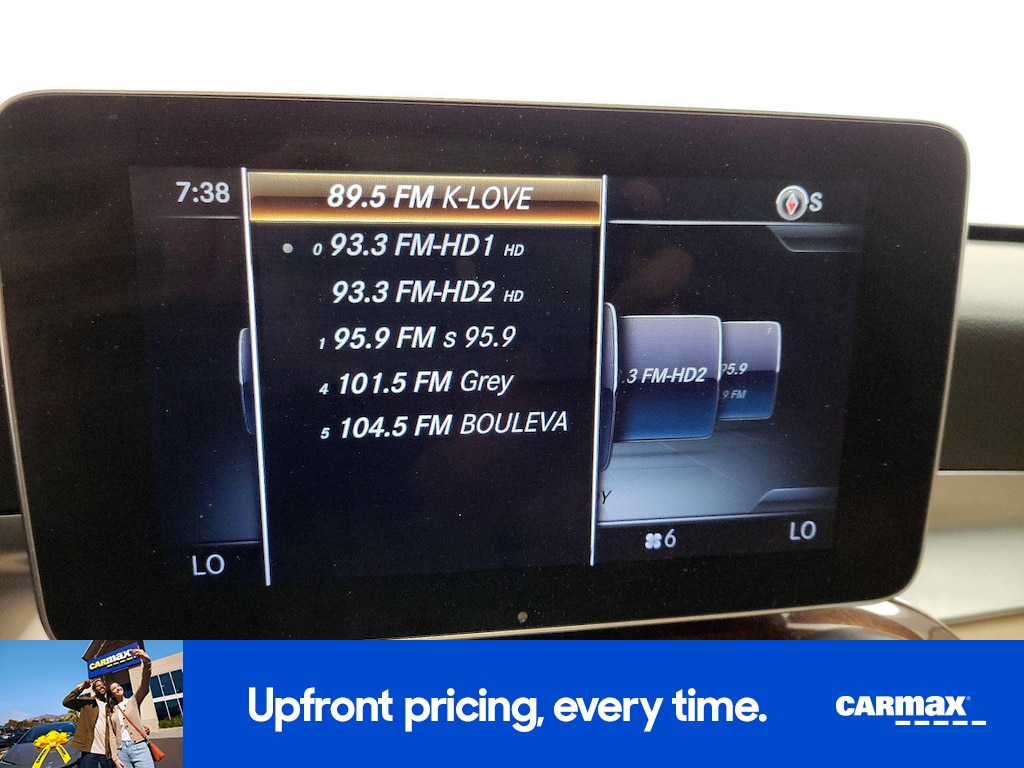 7:38
89.5 FM K-LOVE
S
0 93.3 FM-HD1 HD
93.3 FM-HD2 HD
1 95.9 FM S 95.9
4 101.5 FM Grey
5 104.5 FM BOULEVA
.3 FM-HD2
95.9
.9 FM
Y
LO
6
LO
CARMAX
Upfront pricing, every time.
CARMAX